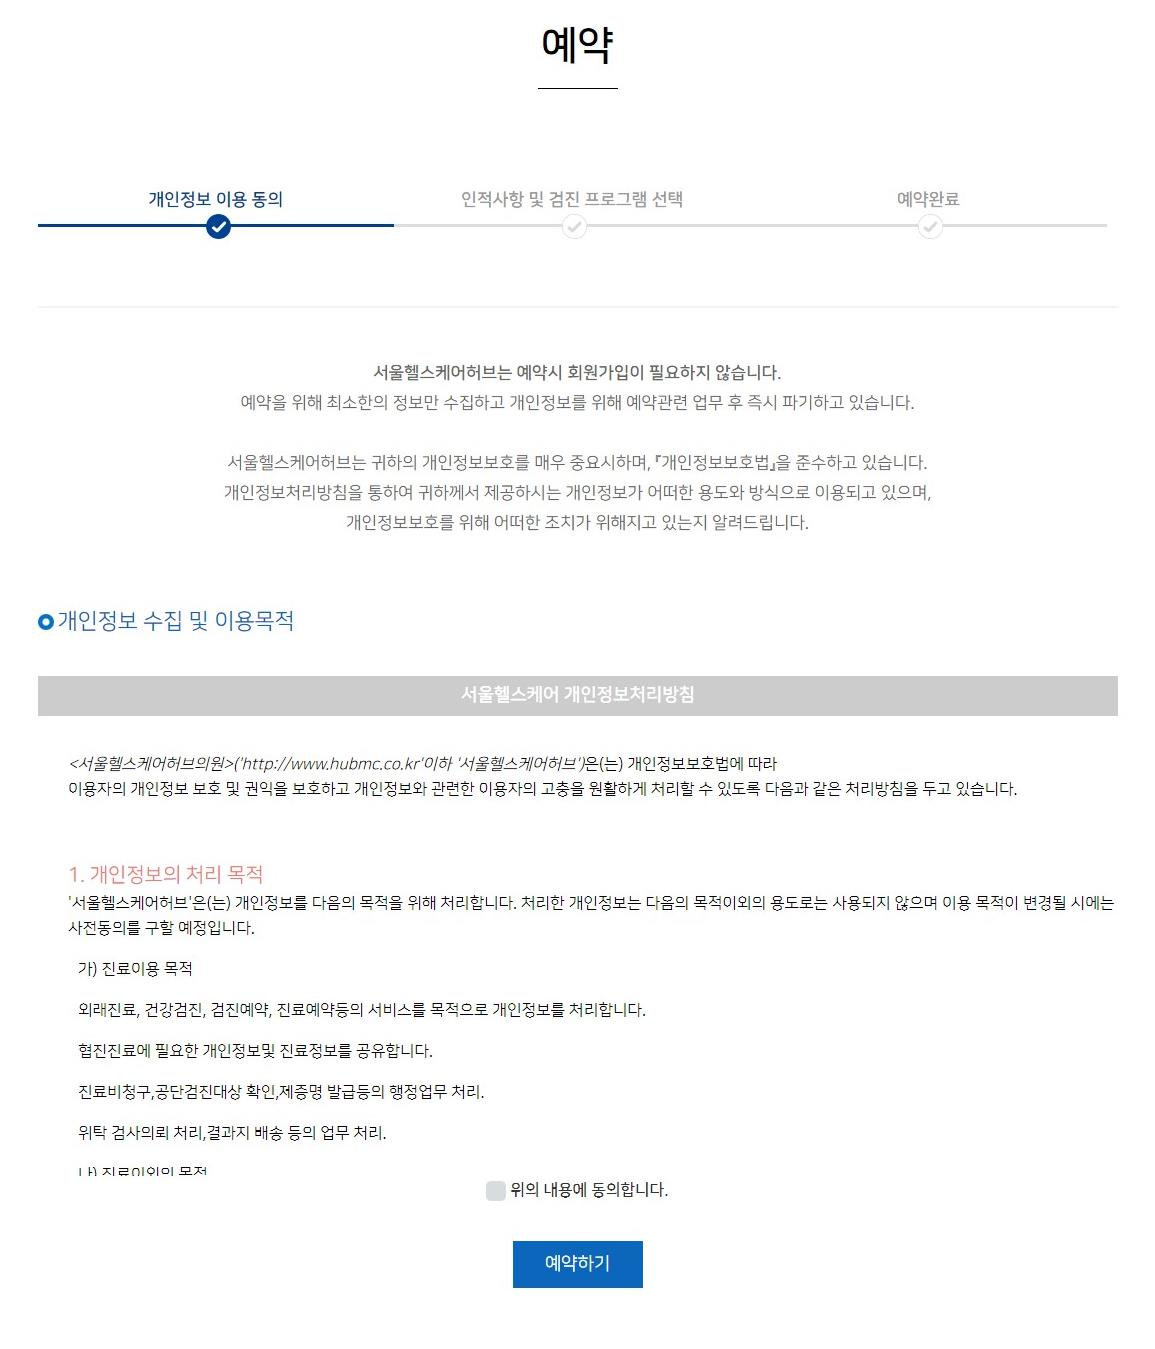 예약
개인정보 이용 동의
인적사항 및 검진 프로그램 선택
예약완료
서울헬스케어허브는 예약시 회원가입이 필요하지 않습니다.
예약을 위해 최소한의 정보만 수집하고 개인정보를 위해 예약관련 업무 후 즉시 파기하고 있습니다.
서울헬스케어허브는 귀하의 개인정보보호를 매우 중요시하며, 『개인정보보호법』을 준수하고 있습니다.
개인정보처리방침을 통하여 귀하께서 제공하시는 개인정보가 어떠한 용도와 방식으로 이용되고 있으며,
개인정보보호를 위해 어떠한 조치가 위해지고 있는지 알려드립니다.
개인정보 수집 및 이용목적
서울헬스케어 개인정보처리방침
<서울헬스케어허브의원>('http://www.hubmc.co.kr'이하 '서울헬스케어허브')은(는) 개인정보보호법에 따라
이용자의 개인정보 보호 및 권익을 보호하고 개인정보와 관련한 이용자의 고충을 원활하게 처리할 수 있도록 다음과 같은 처리방침을 두고 있습니다.
1. 개인정보의 처리 목적
'서울헬스케어허브'은(는) 개인정보를 다음의 목적을 위해 처리합니다. 처리한 개인정보는 다음의 목적이외의 용도로는 사용되지 않으며 이용 목적이 변경될 시에는
사전동의를 구할 예정입니다.
가) 진료이용 목적
외래진료, 건강검진, 검진예약, 진료예약등의 서비스를 목적으로 개인정보를 처리합니다.
협진진료에 필요한 개인정보및 진료정보를 공유합니다.
진료비청구,공단검진대상 확인,제증명 발급등의 행정업무 처리.
위탁 검사의뢰 처리,결과지 배송 등의 업무 처리.
나) 진료이외의 목적
위의 내용에 동의합니다.
예약하기